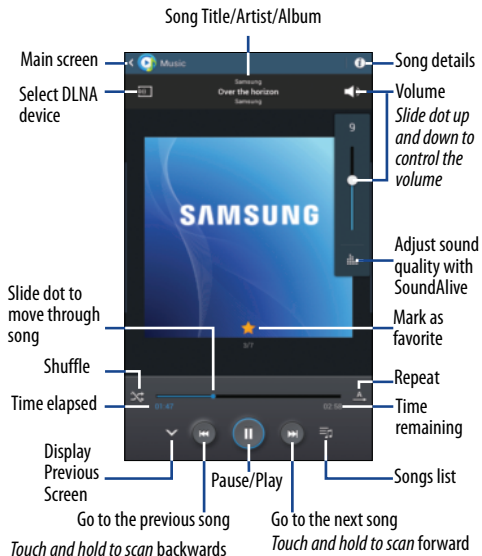 Song Title/Artist/Album
Main screen
Music
Song details
Select DLNA
device
Samsung
Over the horizon
Samsung
Volume
Slide dot up
and down to
control the
volume
9
SAMSUNG
Adjust sound
quality with
SoundAlive
Slide dot to
move through
song
Mark as
favorite
3/7
Shuffle
Repeat
A
Time elapsed
01:47
02:50
Time
remaining
Display
Previous
Screen
Pause/Play
Songs list
Go to the previous song
Touch and hold to scan backwards
Go to the next song
Touch and hold to scan forward